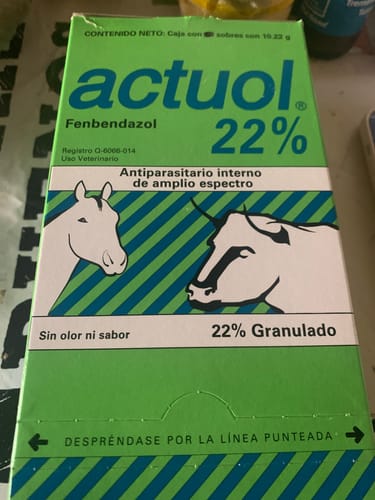 CONTENIDO NETO: Caja con sobres con 10.22 g
actuol®
Fenbendazol
22%
Registro Q-6066-014
Uso Veterinario
Antiparasitario interno
de amplio espectro
Sin olor ni sabor
22% Granulado
DESPRÉNDASE POR LA LÍNEA PUNTEADA